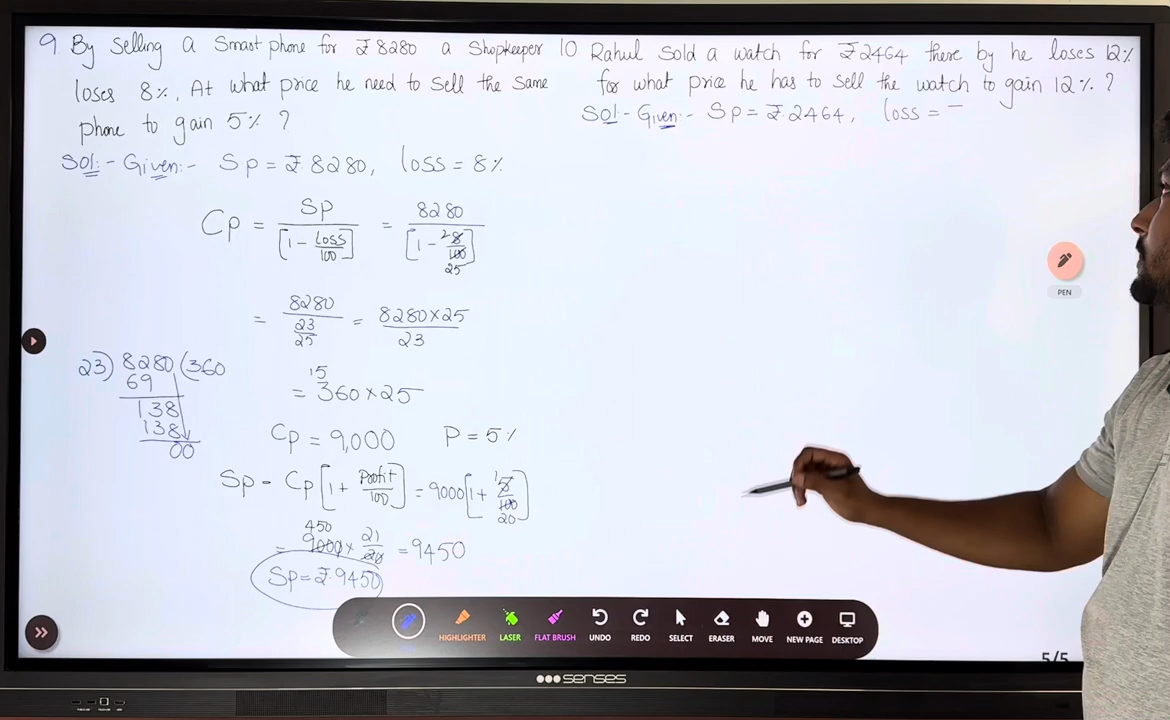 9. By Selling a Smart phone for ₹8280 a Shopkeeper
loses 8%, At what price he need to Sell the Same
phone to gain 5% ?
Sol:- Given:- Sp = ₹.8280, loss = 8%
Cp = Sp / [1 - Loss/100] = 8280 / [1 - 2 8/100 25]
= 8280 / 23/25 = 8280×25 / 23
23) 8280 (360
69
138
138
00
15
= 360×25
Cp = 9,000 P = 5%
Sp = Cp [1 + Profit/100] = 9000 [1 + 1 5/100 20]
450
= 9000 × 21/20 = 9450
Sp = ₹.9450
10 Rahul Sold a watch for ₹2464 there by he loses 12%
for what price he has to Sell the watch to gain 12% ?
Sol:- Given:- Sp = ₹.2464, loss =
PEN
HIGHLIGHTER LASER FLAT BRUSH UNDO REDO SELECT ERASER MOVE NEW PAGE DESKTOP
5/5
senses